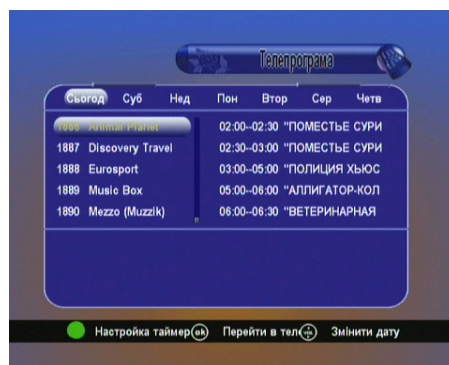 Телепрограма
Сьогод Суб Нед Пон Втор Сер Четв
1886 Animal Planet 02:00--02:30 "ПОМЕСТЬЕ СУРИ
1887 Discovery Travel 02:30--03:00 "ПОМЕСТЬЕ СУРИ
1888 Eurosport 03:00--05:00 "ПОЛИЦИЯ ХЬЮС
1889 Music Box 05:00--06:00 "АЛЛИГАТОР-КОЛ
1890 Mezzo (Muzzik) 06:00--06:30 "ВЕТЕРИНАРНАЯ
Настройка таймер ok Перейти в теле Змінити дату